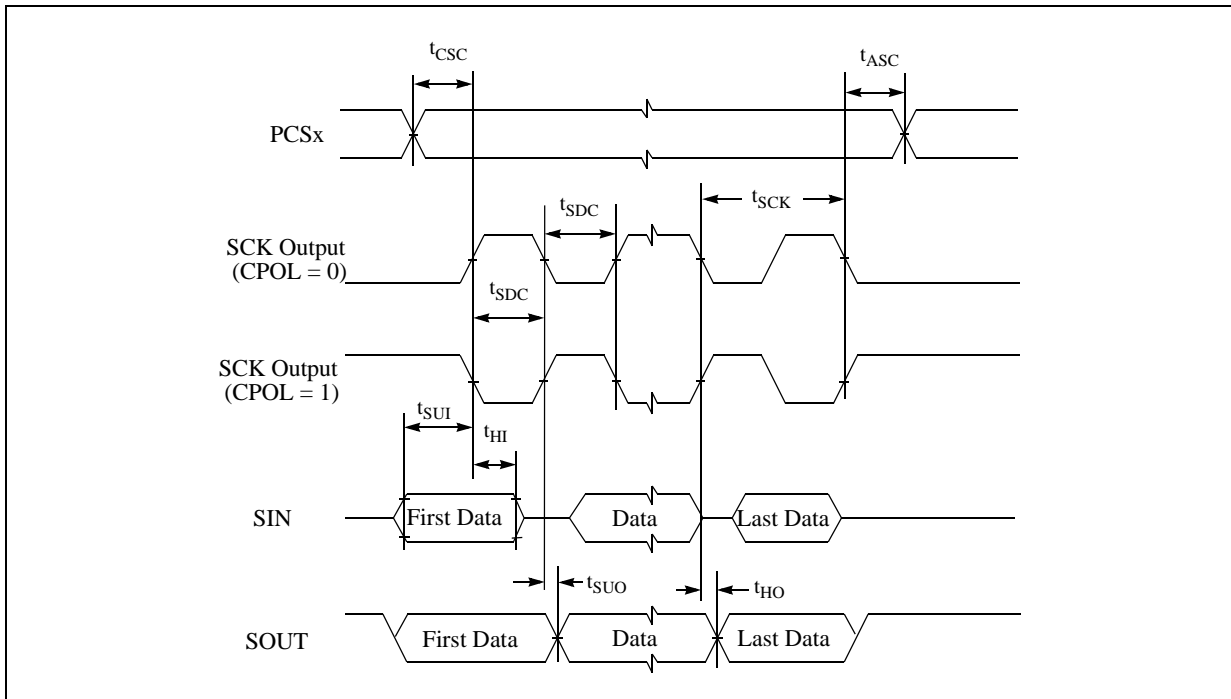 tCSC
tASC
PCSx
tSCK
tSDC
SCK Output
(CPOL = 0)
tSDC
SCK Output
(CPOL = 1)
tSUI
tHI
SIN
First Data
Data
Last Data
tSUO
tHO
SOUT
First Data
Data
Last Data